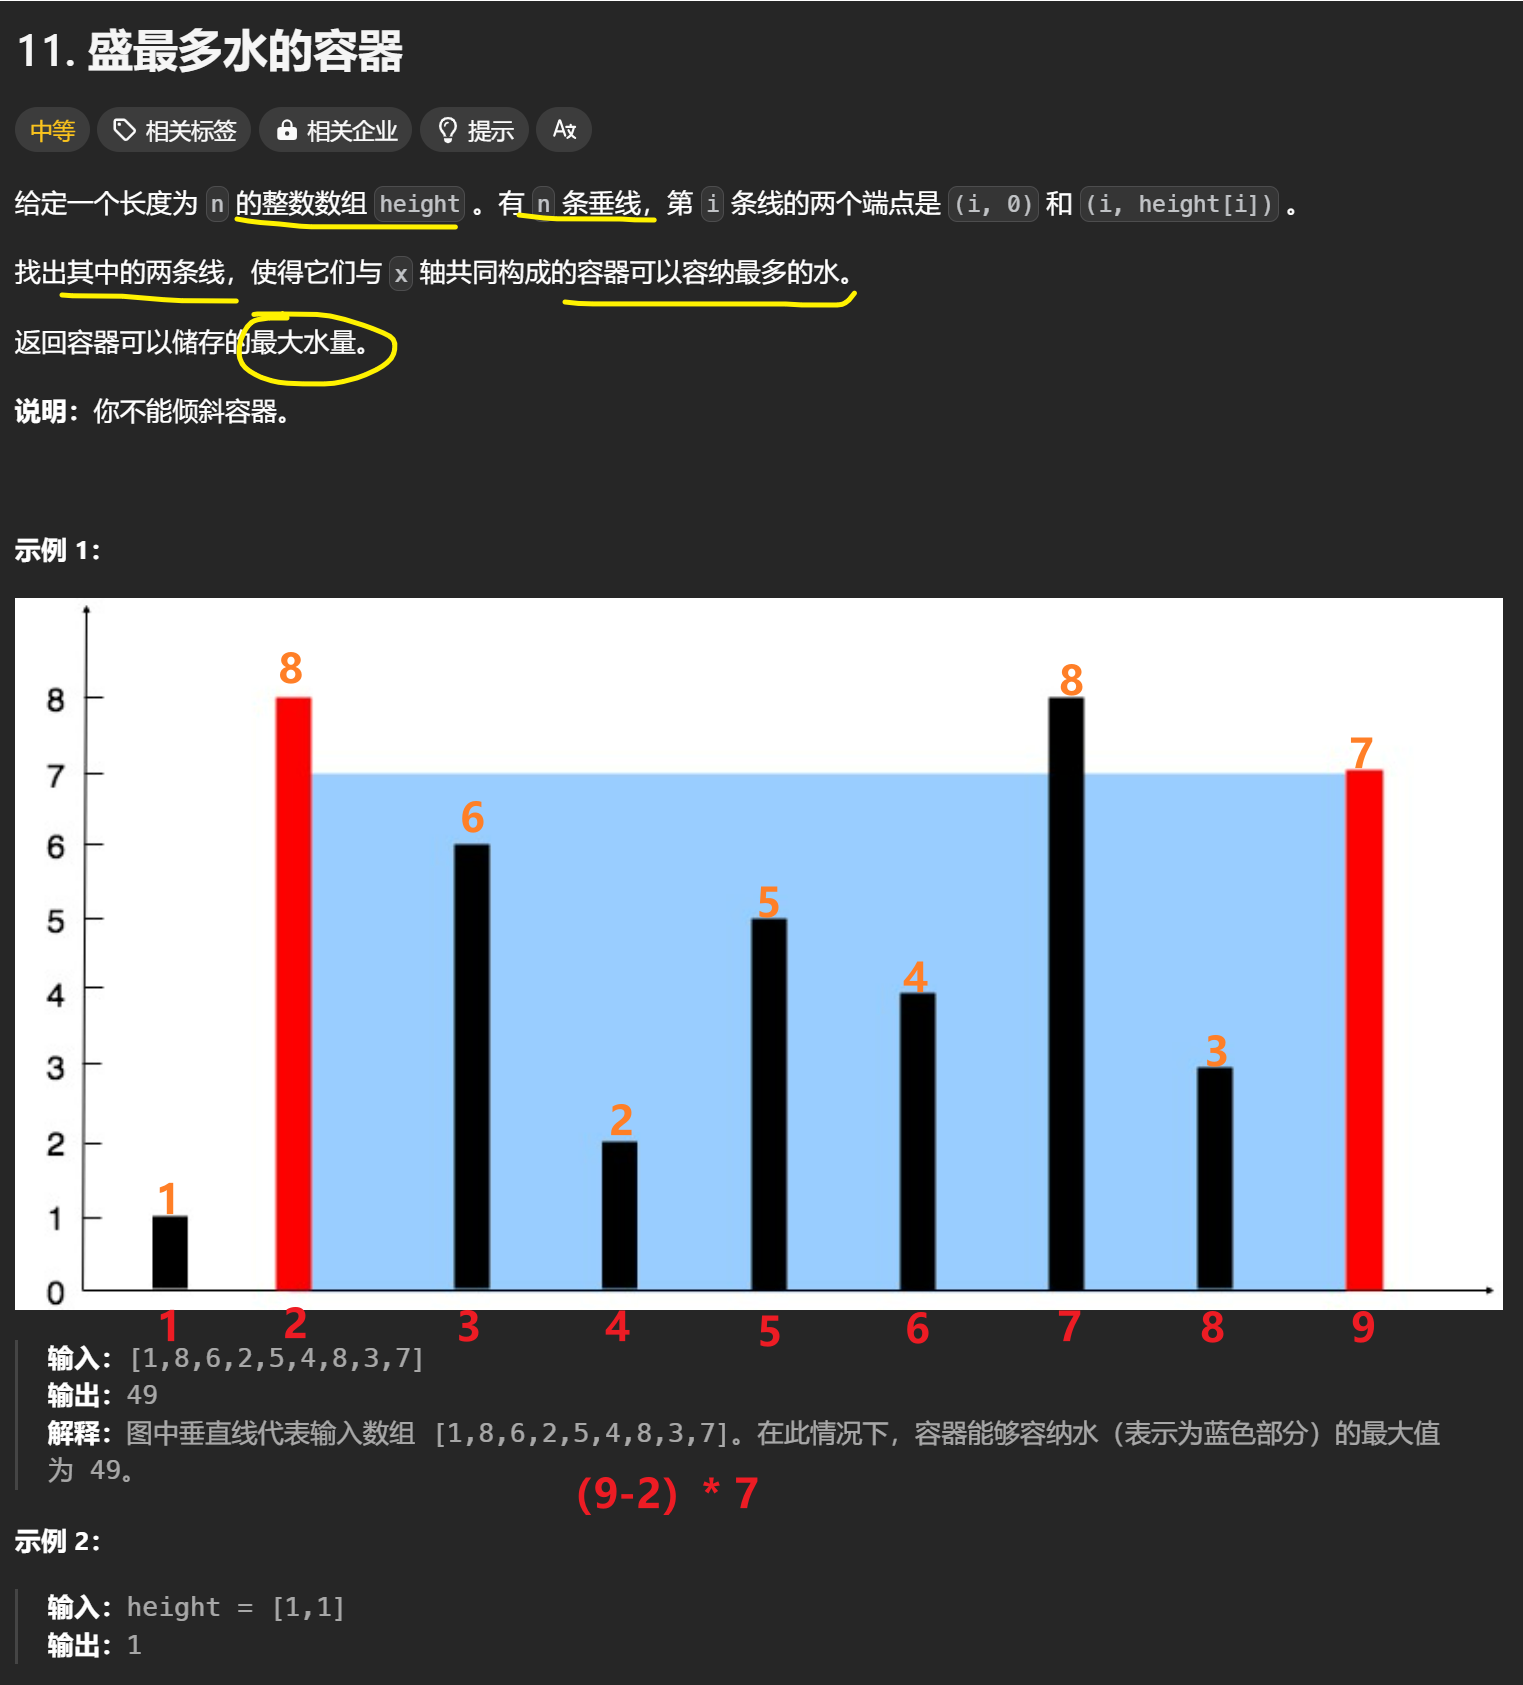 11. 盛最多水的容器
中等 相关标签 相关企业 提示
给定一个长度为 n 的整数数组 height 。有 n 条垂线，第 i 条线的两个端点是 (i, 0) 和 (i, height[i]) 。
找出其中的两条线，使得它们与 x 轴共同构成的容器可以容纳最多的水。
返回容器可以储存的最大水量。
说明：你不能倾斜容器。
示例 1：
8
8
8
7
7
6
6
5
5
4
4
3
3
2
2
1
1
0
1 2 3 4 5 6 7 8 9
输入：[1,8,6,2,5,4,8,3,7]
输出：49
解释：图中垂直线代表输入数组 [1,8,6,2,5,4,8,3,7]。在此情况下，容器能够容纳水（表示为蓝色部分）的最大值
为 49。
(9-2) * 7
示例 2：
输入：height = [1,1]
输出：1